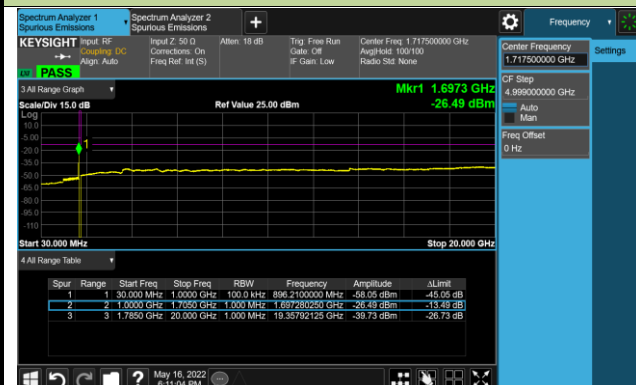 Spectrum Analyzer 1
Spurious Emissions
Spectrum Analyzer 2
Spurious Emissions
+
Frequency
KEYSIGHT Input: RF
Coupling: DC
Align: Auto
Input Z: 50 Ω
Corrections: On
Freq Ref: Int (S)
Atten: 18 dB
Trig: Free Run
Gate: Off
IF Gain: Low
Center Freq: 1.717500000 GHz
Avg|Hold: 100/100
Radio Std: None
PASS
Center Frequency
1.717500000 GHz
Settings
CF Step
4.999000000 GHz
Auto
Man
Freq Offset
0 Hz
3 All Range Graph
Mkr1 1.6973 GHz
-26.49 dBm
Scale/Div 15.0 dB
Ref Value 25.00 dBm
Log
10.0
-5.00
-20.0
-35.0
-50.0
-65.0
-80.0
-95.0
-110
1
Start 30.000 MHz
Stop 20.000 GHz
4 All Range Table
Spur Range Start Freq Stop Freq RBW Frequency Amplitude ΔLimit
1 1 30.000 MHz 1.0000 GHz 100.0 kHz 896.2100000 MHz -58.05 dBm -45.05 dB
2 2 1.0000 GHz 1.7050 GHz 1.000 MHz 1.697280250 GHz -26.49 dBm -13.49 dB
3 3 1.7850 GHz 20.000 GHz 1.000 MHz 19.35792125 GHz -39.73 dBm -26.73 dB
?
May 16, 2022
6:11:04 PM